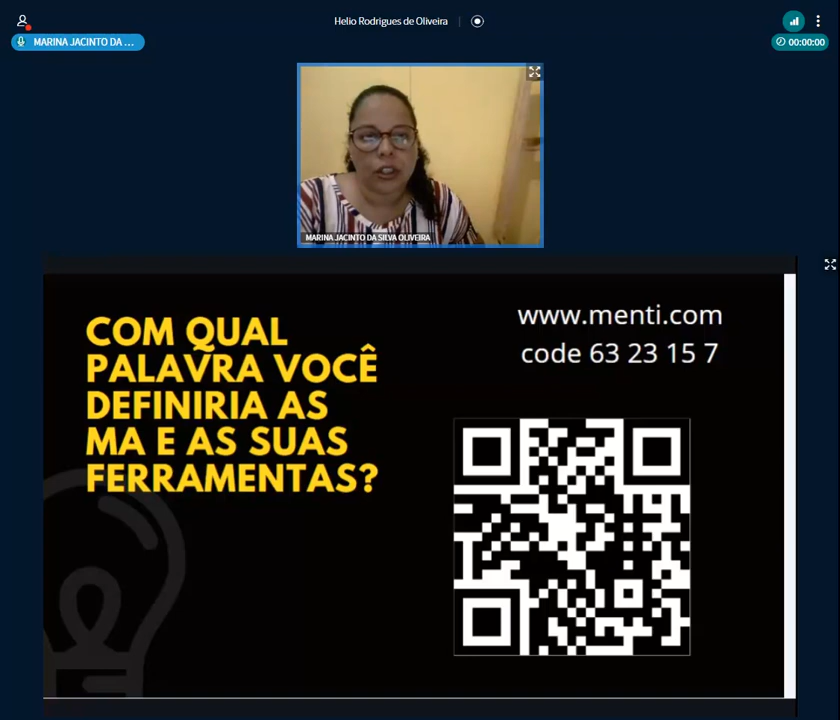 Helio Rodrigues de Oliveira
MARINA JACINTO DA ...
00:00:00
MARINA JACINTO DA SILVA OLIVEIRA
COM QUAL
PALAVRA VOCÊ
DEFINIRIA AS
MA E AS SUAS
FERRAMENTAS?
www.menti.com
code 63 23 15 7